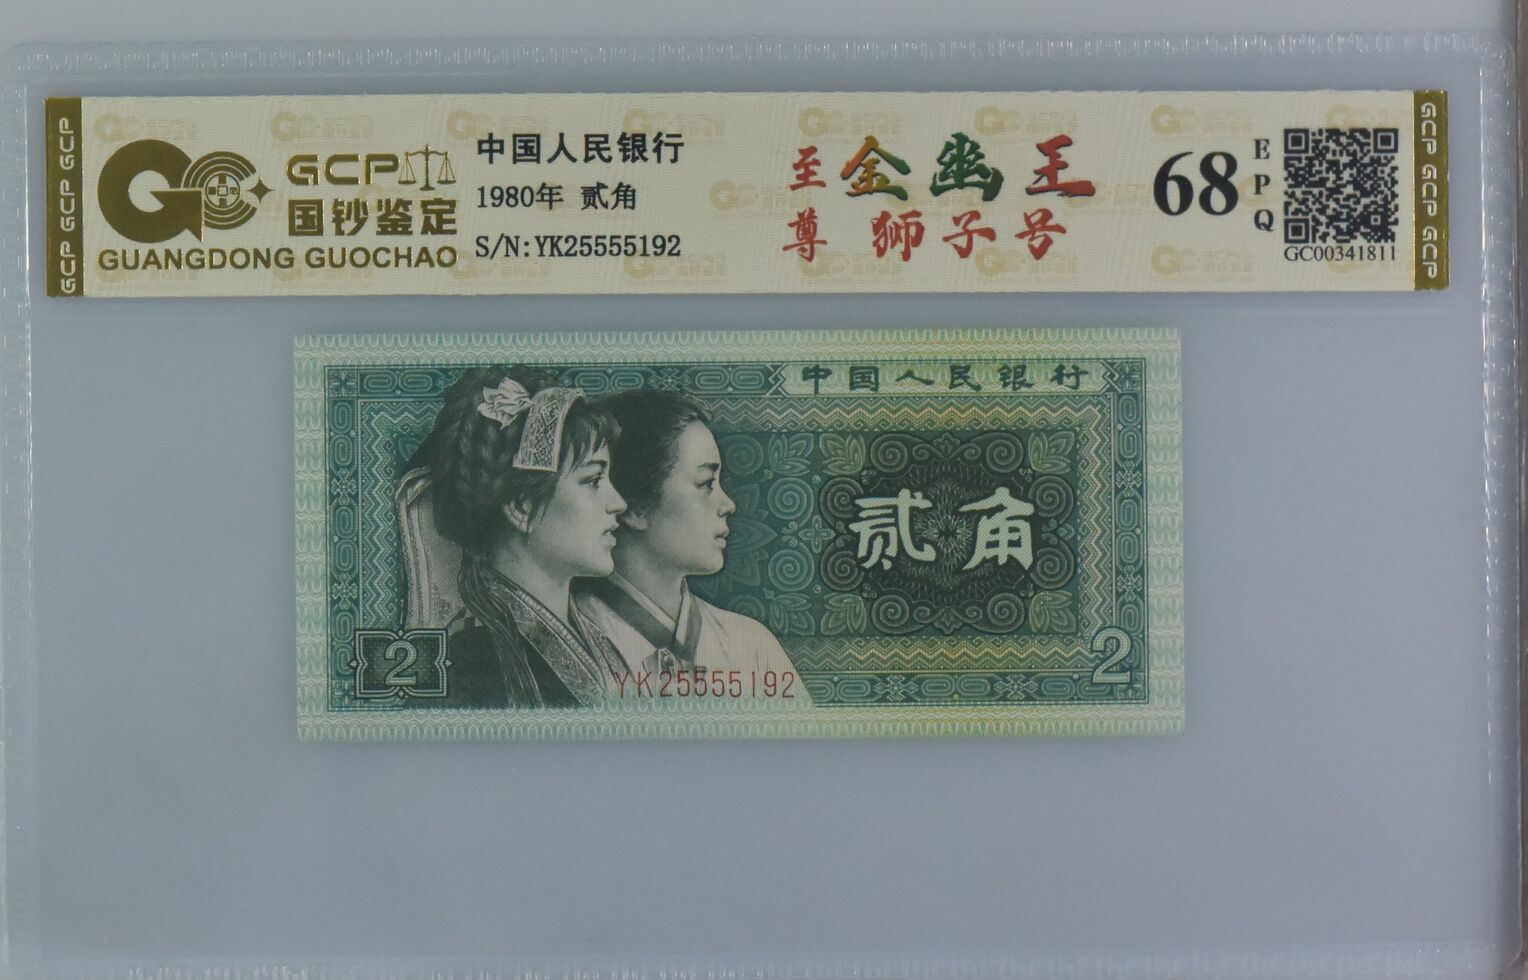 GCP GCP GCP
GCP
国钞鉴定
GUANGDONG GUOCHAO
中国人民银行
1980年 贰角
S/N:YK25555192
至尊
金幽王
狮子号
68
EPQ
GC00341811
GCP GCP GCP
中国人民银行
贰角
2
YK25555192
2